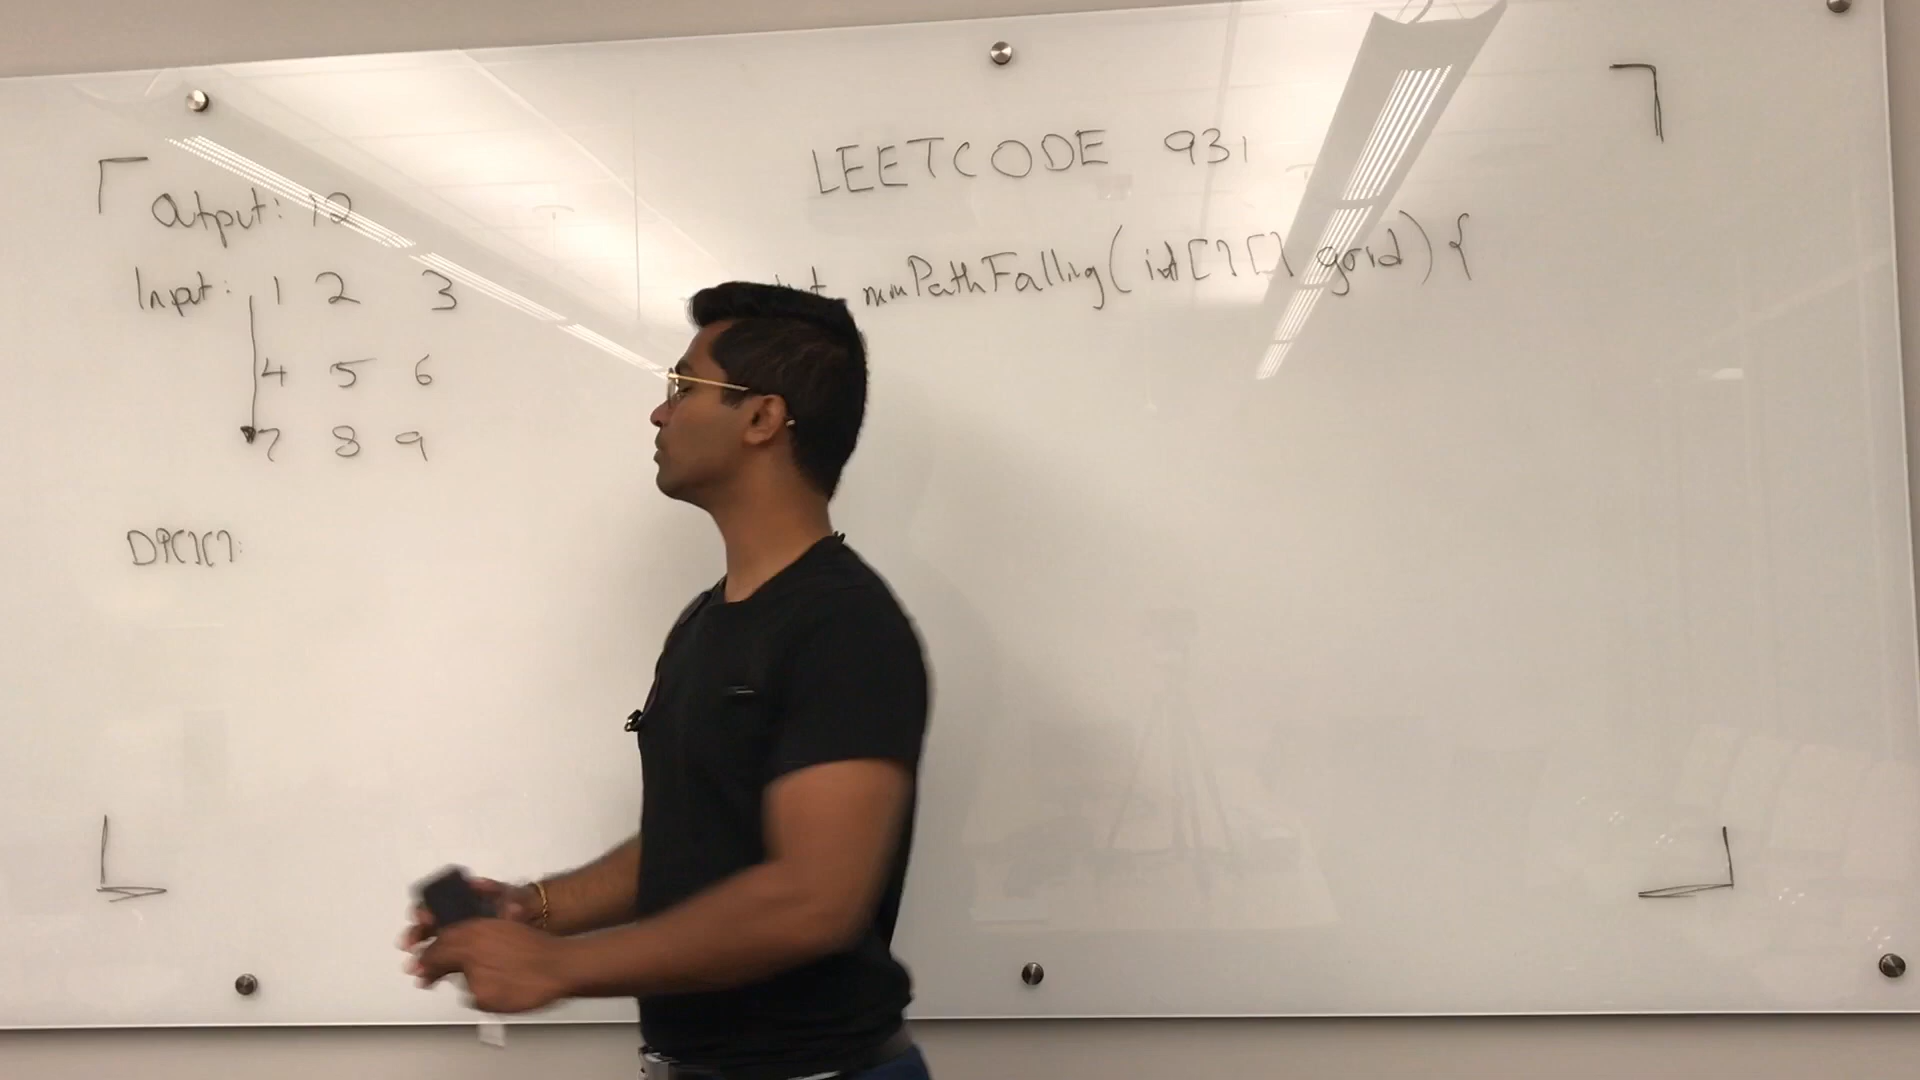 Output: 12
Input: 1 2 3
4 5 6
7 8 9
DP[][]:
LEETCODE 931
int minPathFalling(int[][] grid) {